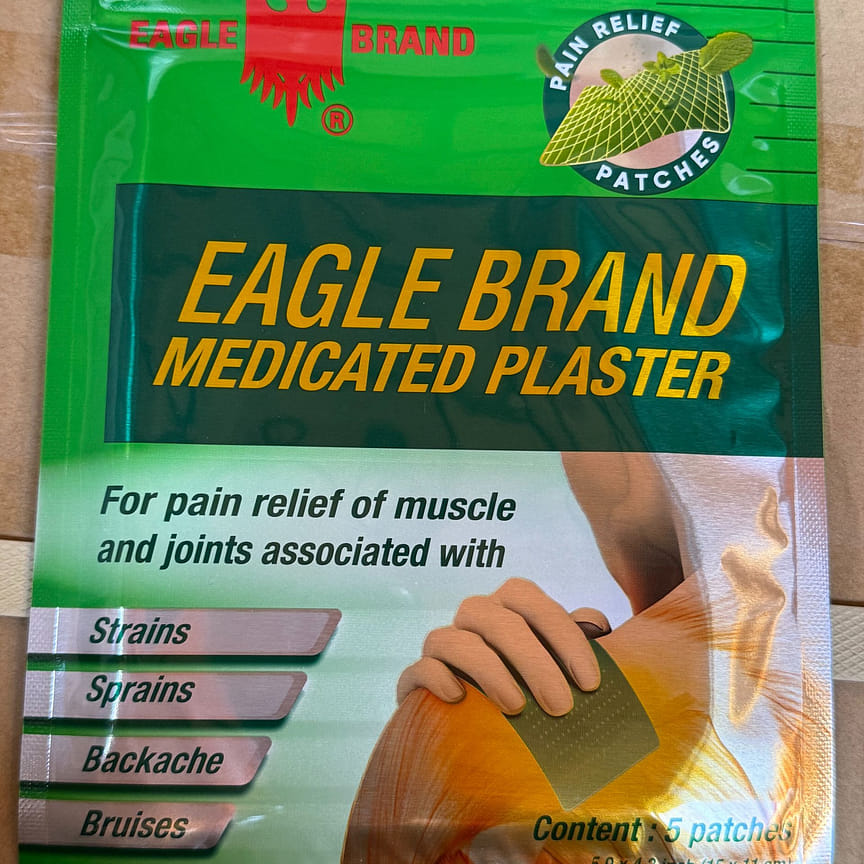 EAGLE BRAND
®
PAIN RELIEF
PATCHES
EAGLE BRAND
MEDICATED PLASTER
For pain relief of muscle
and joints associated with
Strains
Sprains
Backache
Bruises
Content : 5 patches